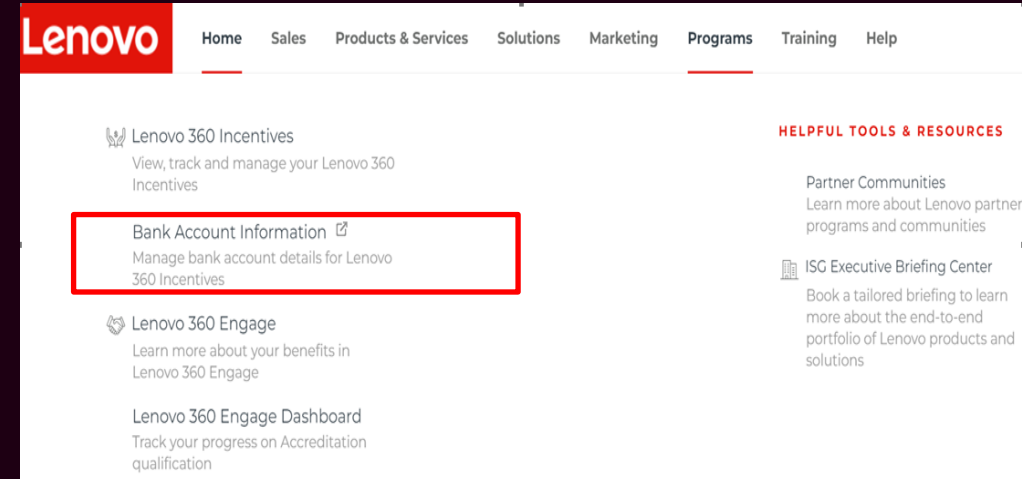 Lenovo
Home Sales Products & Services Solutions Marketing Programs Training Help
Lenovo 360 Incentives
View, track and manage your Lenovo 360
Incentives
Bank Account Information
Manage bank account details for Lenovo
360 Incentives
Lenovo 360 Engage
Learn more about your benefits in
Lenovo 360 Engage
Lenovo 360 Engage Dashboard
Track your progress on Accreditation
qualification
HELPFUL TOOLS & RESOURCES
Partner Communities
Learn more about Lenovo partner
programs and communities
ISG Executive Briefing Center
Book a tailored briefing to learn
more about the end-to-end
portfolio of Lenovo products and
solutions